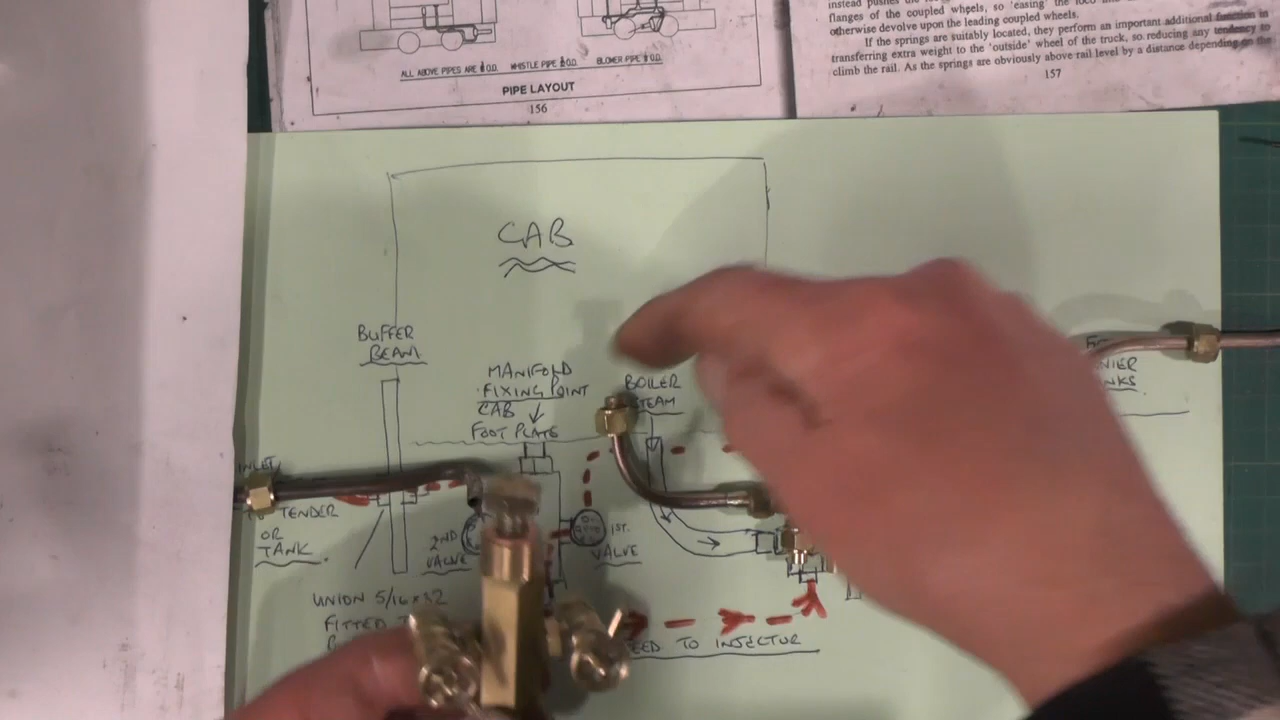 instead pushes the
flanges of the coupled wheels, so 'easing' the loco
otherwise devolve upon the leading coupled wheels.
If the springs are suitably located, they perform an important additional function in
transferring extra weight to the 'outside' wheel of the truck, so reducing any tendency to
climb the rail. As the springs are obviously above rail level by a distance depending on the
157
ALL ABOVE PIPES ARE O.D. WHISTLE PIPE O.D. BLOWER PIPE O.D.
PIPE LAYOUT
156
CAB
BUFFER
BEAM
MANIFOLD
FIXING POINT
CAB
FOOT PLATE
BOILER
STEAM
INLET
TENDER
OR
TANK.
2ND
VALVE
1ST.
VALVE
UNION 5/16 x 32
FITTED
FEED TO INJECTOR